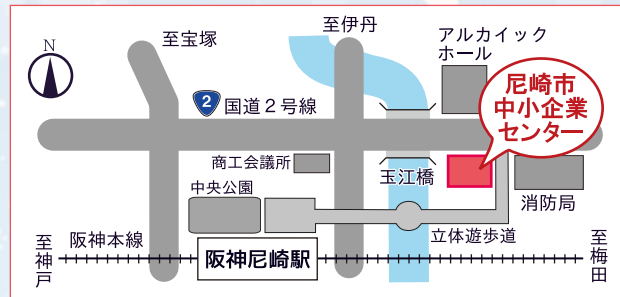 至伊丹
至宝塚
アルカイック
ホール
N
尼崎市
中小企業
センター
2
国道2号線
商工会議所
玉江橋
中央公園
消防局
立体遊歩道
阪神本線
至神戸
阪神尼崎駅
至梅田